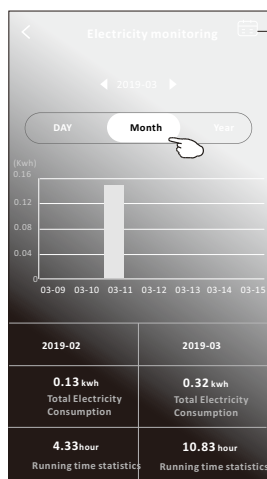 Electricity monitoring
2019-03
DAY Month Year
(Kwh)
0.16
0.12
0.08
0.04
0
03-09 03-10 03-11 03-12 03-13 03-14 03-15
2019-02 2019-03
0.13 kwh 0.32 kwh
Total Electricity Total Electricity
Consumption Consumption
4.33hour 10.83 hour
Running time statistics Running time statistics